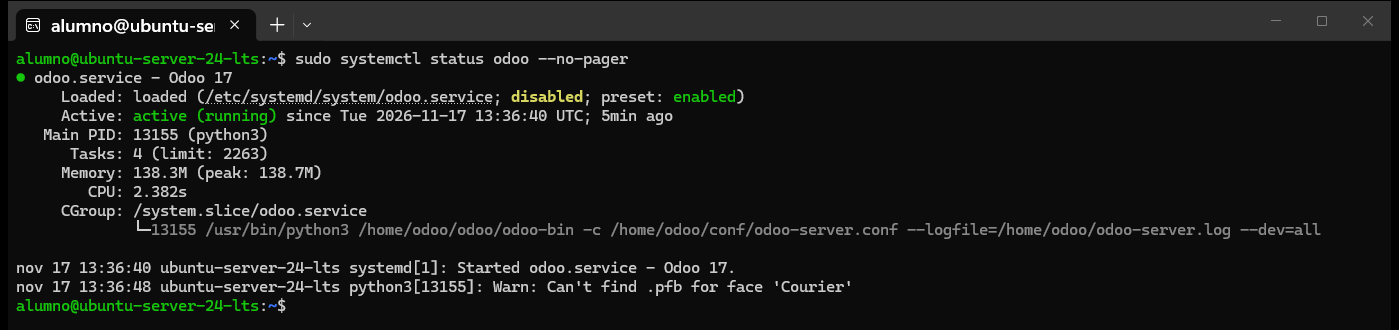 alumno@ubuntu-se
alumno@ubuntu-server-24-lts:~$ sudo systemctl status odoo --no-pager
● odoo.service - Odoo 17
Loaded: loaded (/etc/systemd/system/odoo.service; disabled; preset: enabled)
Active: active (running) since Tue 2026-11-17 13:36:40 UTC; 5min ago
Main PID: 13155 (python3)
Tasks: 4 (limit: 2263)
Memory: 138.3M (peak: 138.7M)
CPU: 2.382s
CGroup: /system.slice/odoo.service
└─13155 /usr/bin/python3 /home/odoo/odoo/odoo-bin -c /home/odoo/conf/odoo-server.conf --logfile=/home/odoo/odoo-server.log --dev=all
nov 17 13:36:40 ubuntu-server-24-lts systemd[1]: Started odoo.service - Odoo 17.
nov 17 13:36:48 ubuntu-server-24-lts python3[13155]: Warn: Can't find .pfb for face 'Courier'
alumno@ubuntu-server-24-lts:~$